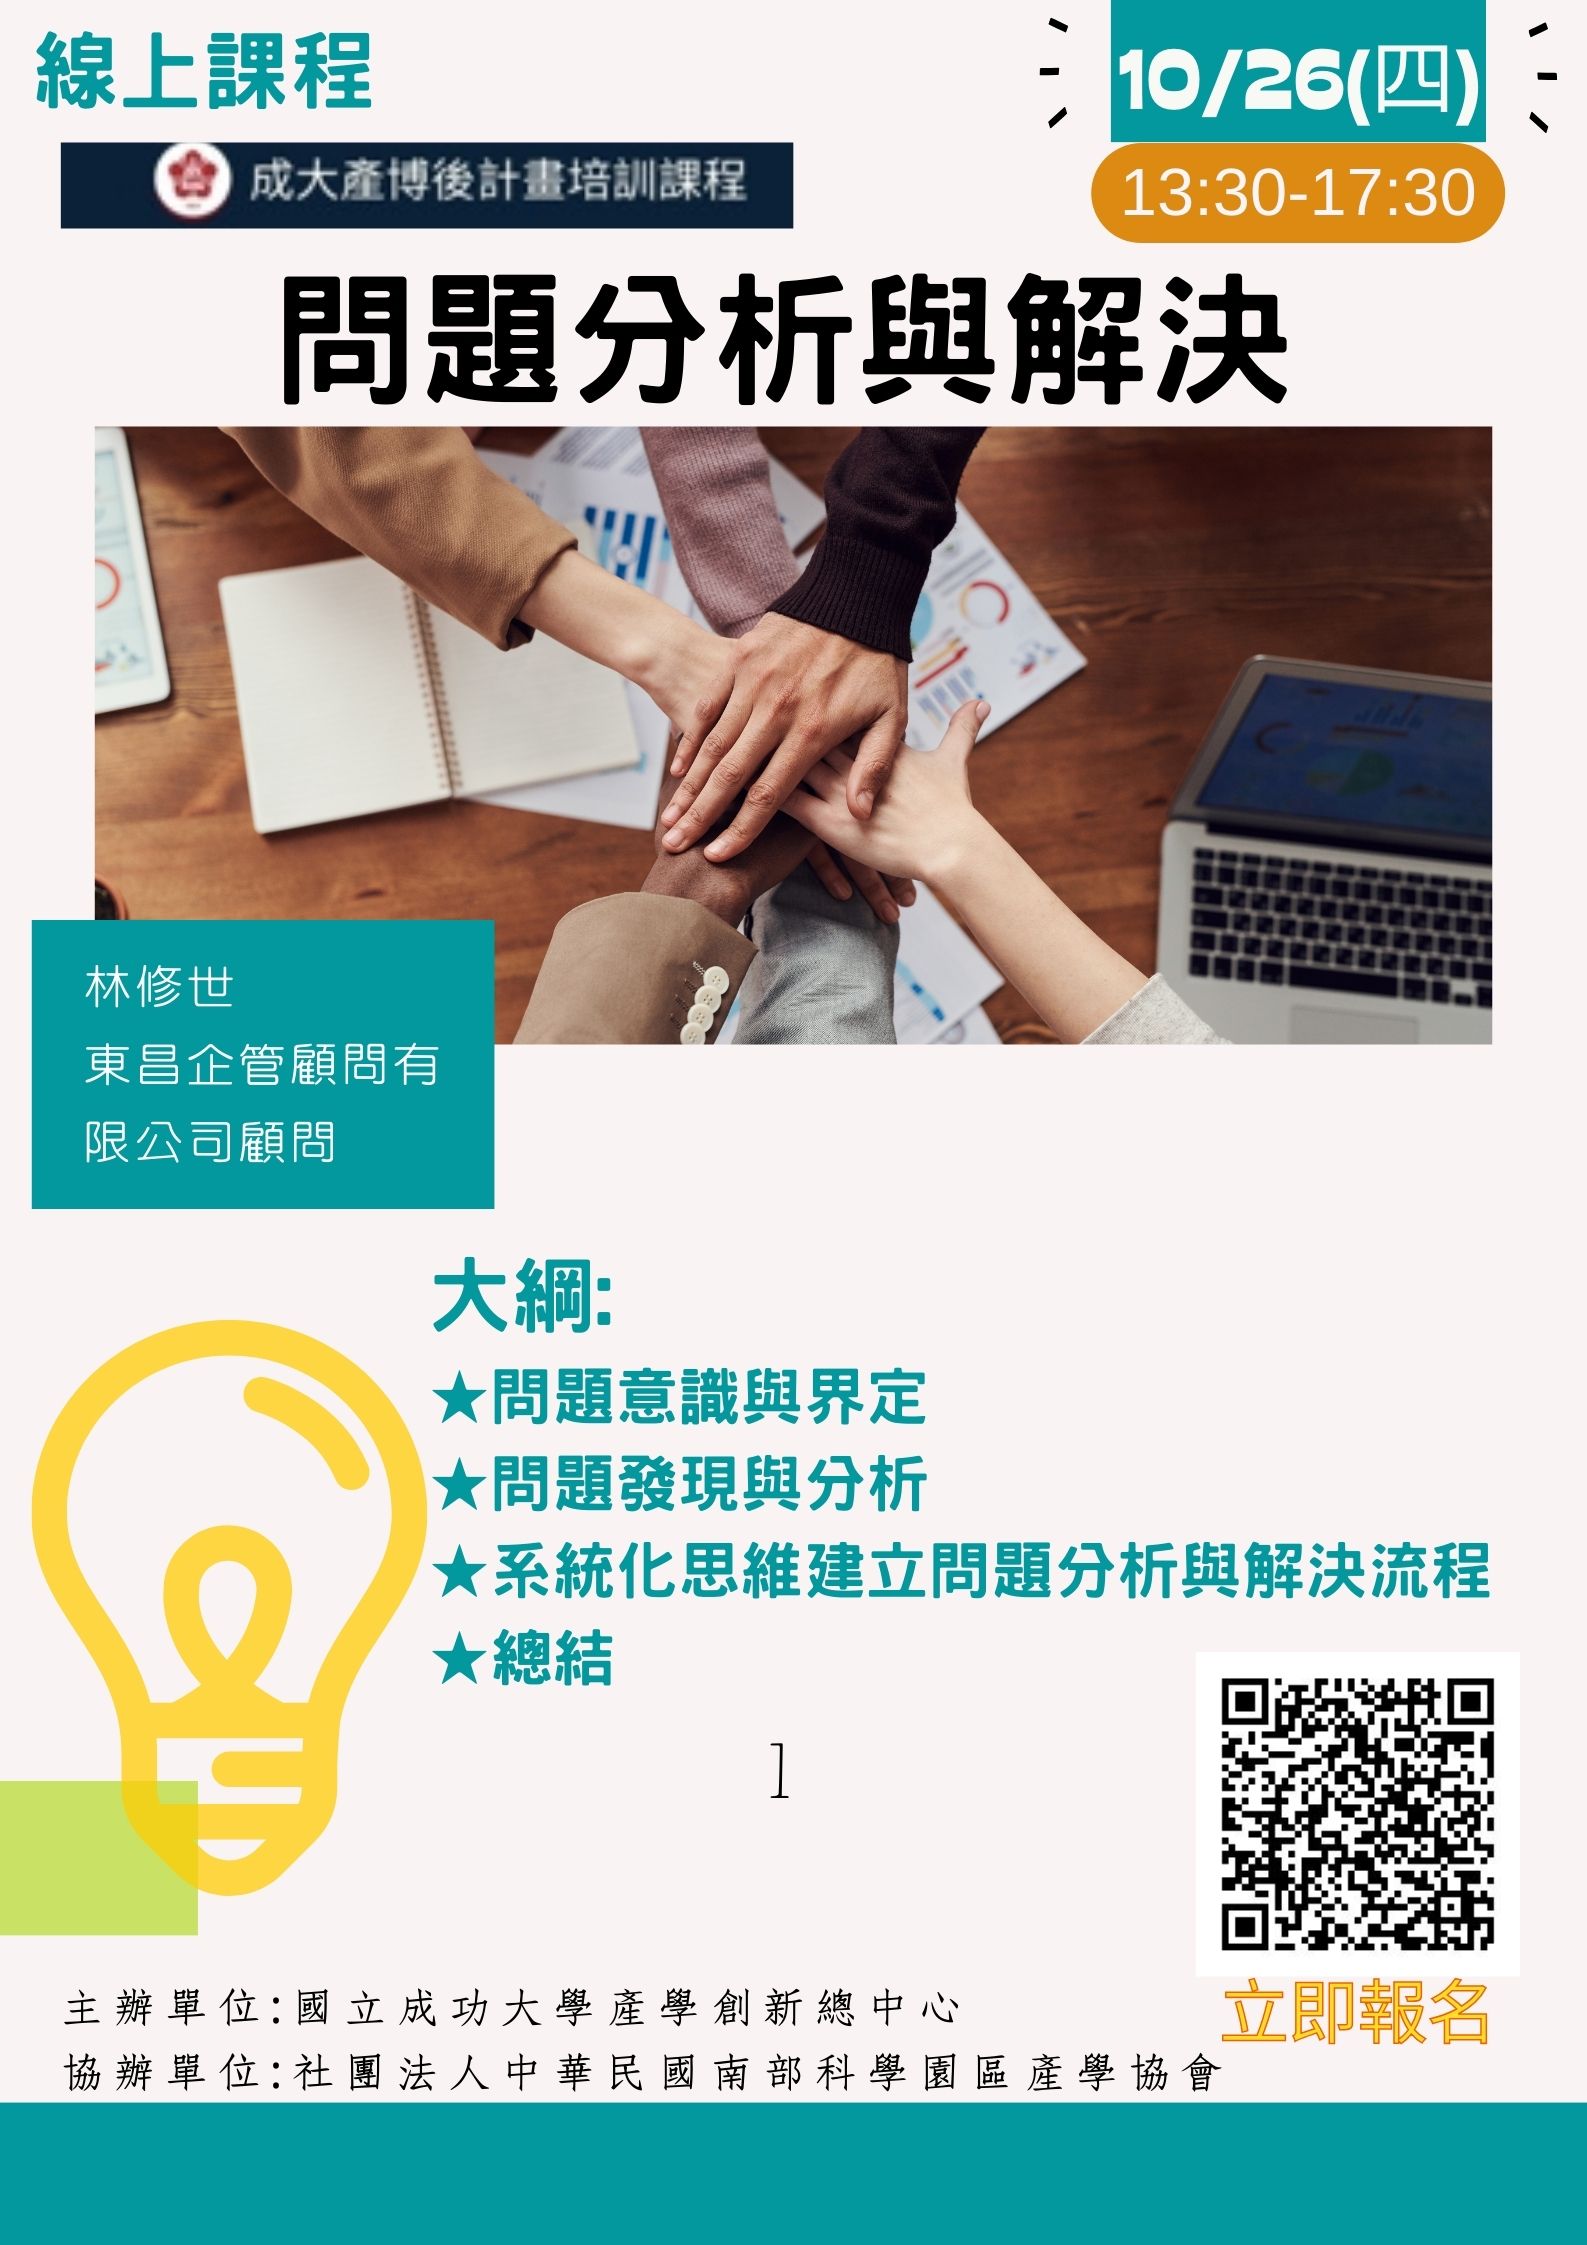 線上課程
10/26(四)
成大產博後計畫培訓課程
13:30-17:30
問題分析與解決
林修世
東昌企管顧問有
限公司顧問
大綱:
★問題意識與界定
★問題發現與分析
★系統化思維建立問題分析與解決流程
★總結
1
立即報名
主辦單位:國立成功大學產學創新總中心
協辦單位:社團法人中華民國南部科學園區產學協會